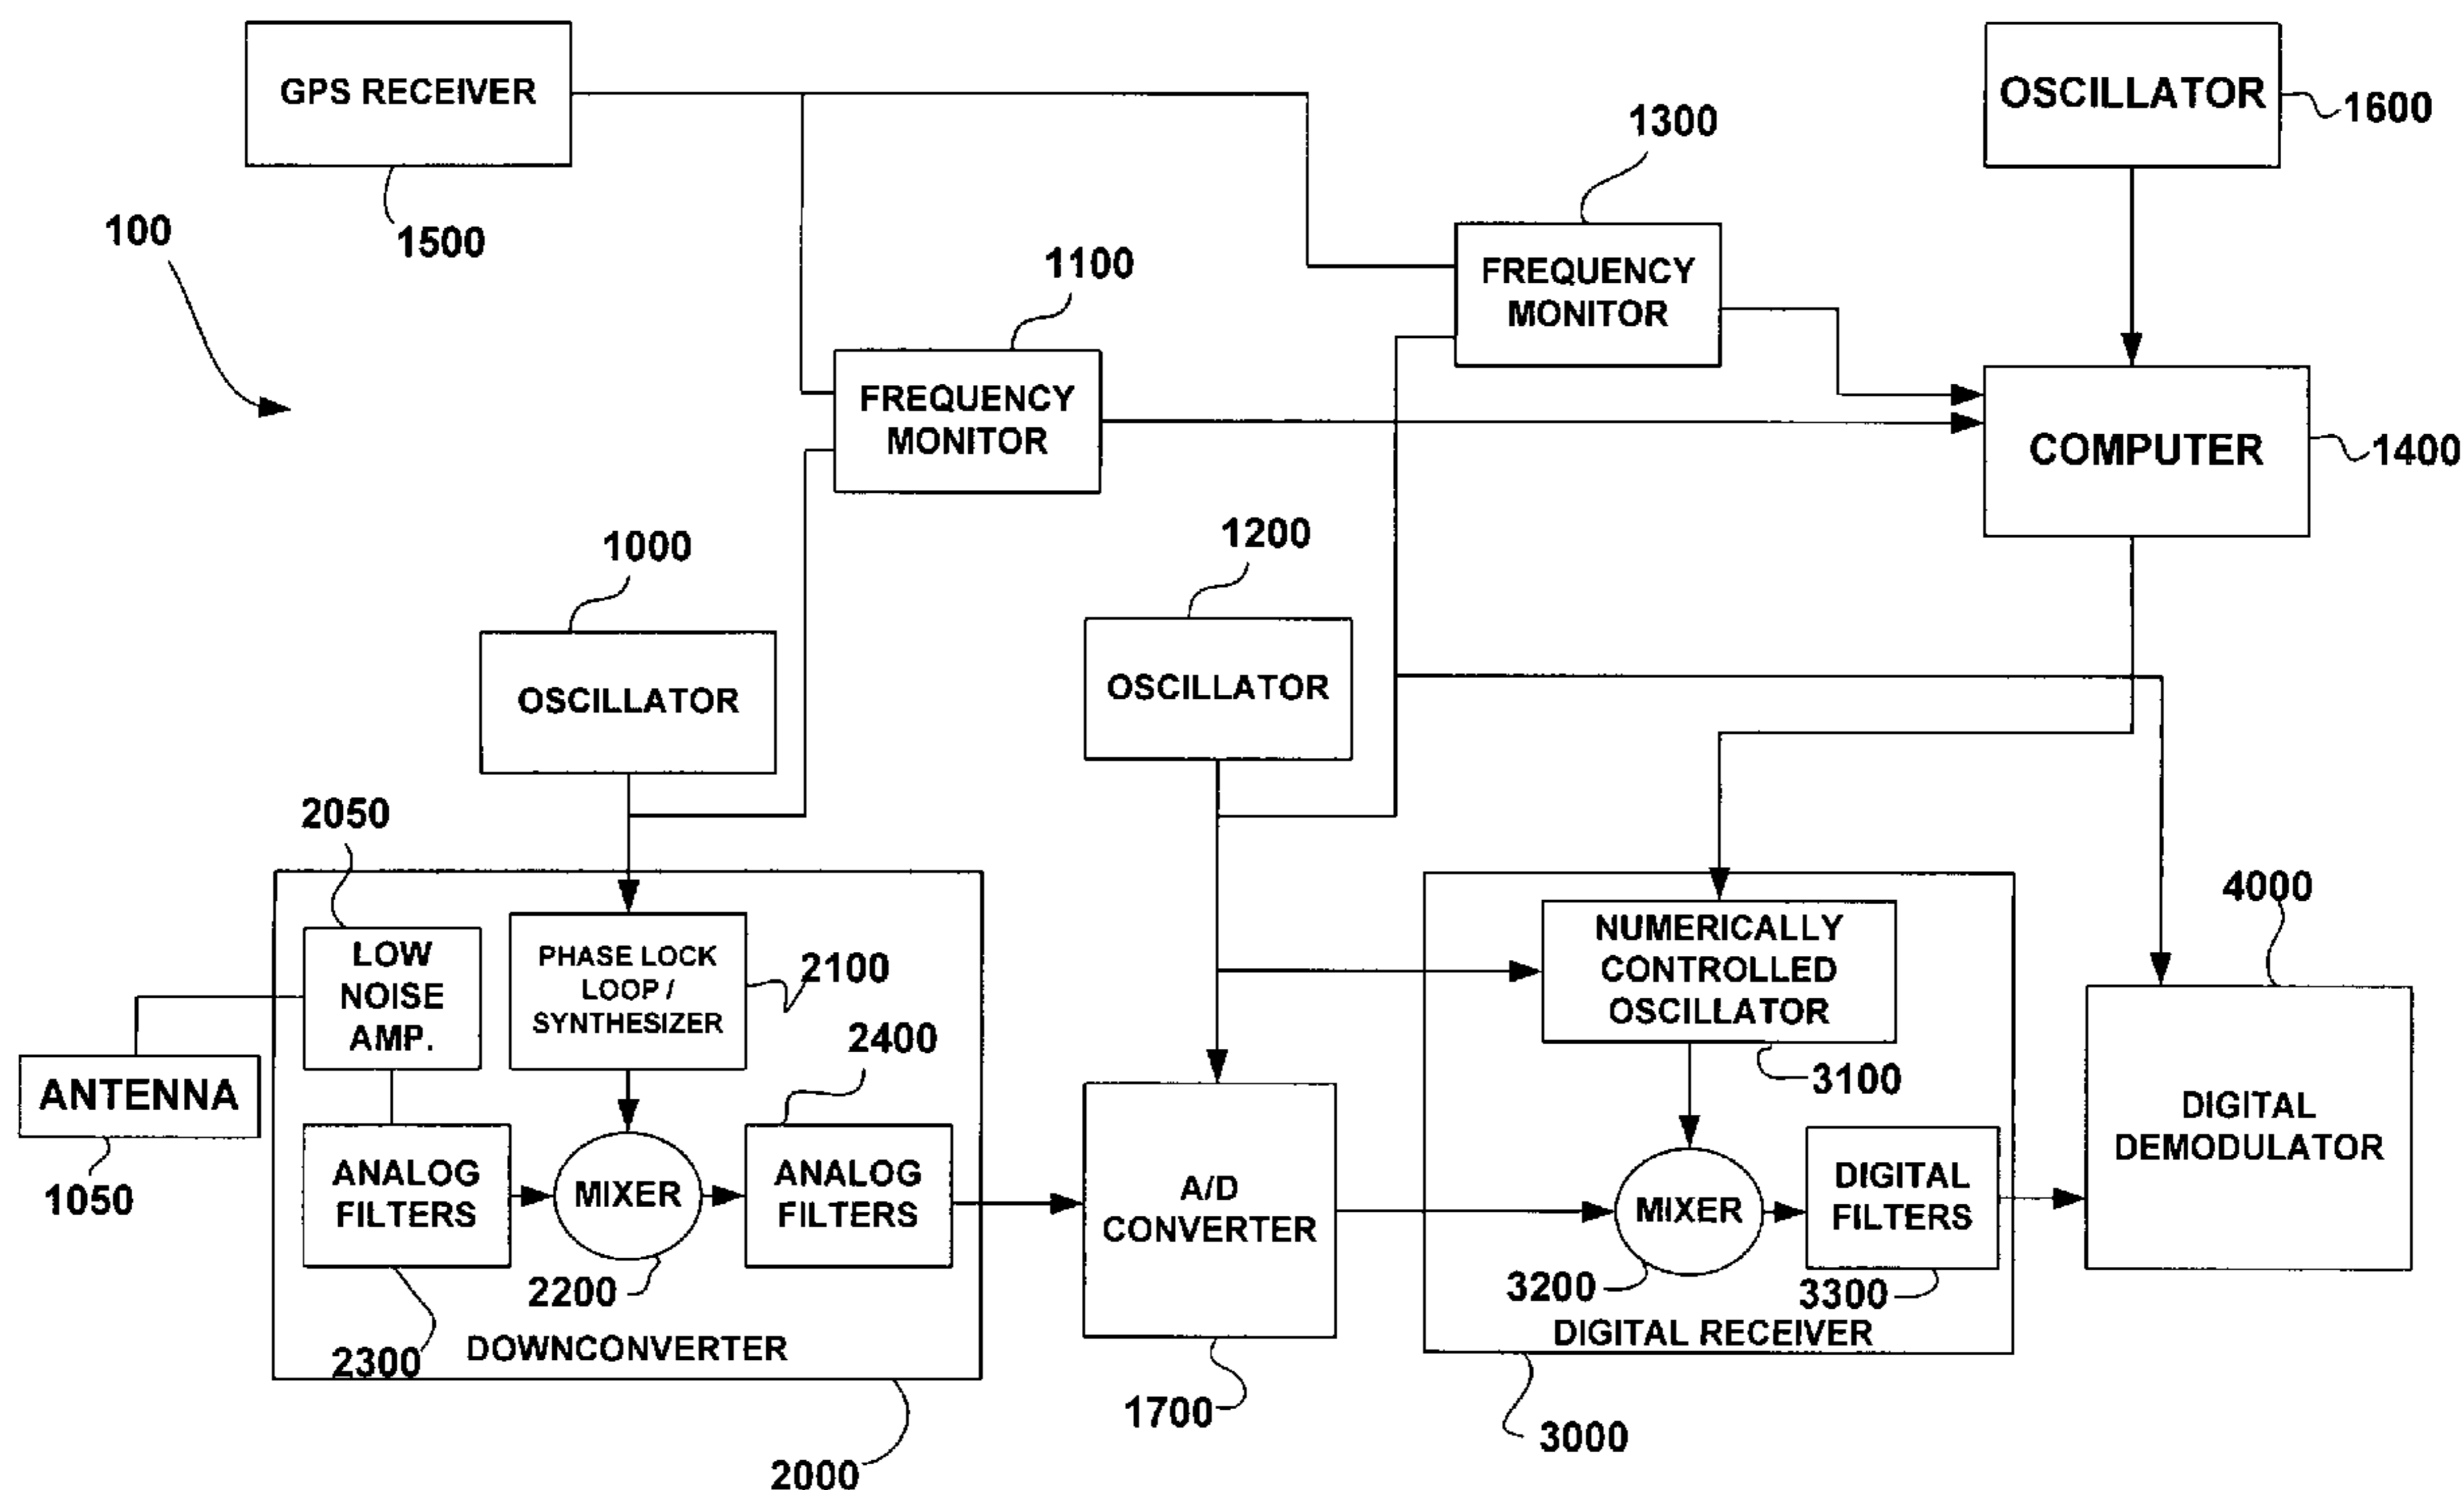 GPS RECEIVER
1500
100
OSCILLATOR
1600
1300
FREQUENCY
MONITOR
1100
FREQUENCY
MONITOR
COMPUTER
1400
1000
OSCILLATOR
1200
OSCILLATOR
2050
LOW
NOISE
AMP.
PHASE LOCK
LOOP /
SYNTHESIZER
2100
2400
ANTENNA
1050
ANALOG
FILTERS
MIXER
ANALOG
FILTERS
2200
2300
DOWNCONVERTER
2000
A/D
CONVERTER
1700
NUMERICALLY
CONTROLLED
OSCILLATOR
3100
MIXER
DIGITAL
FILTERS
3200
3300
DIGITAL RECEIVER
3000
4000
DIGITAL
DEMODULATOR